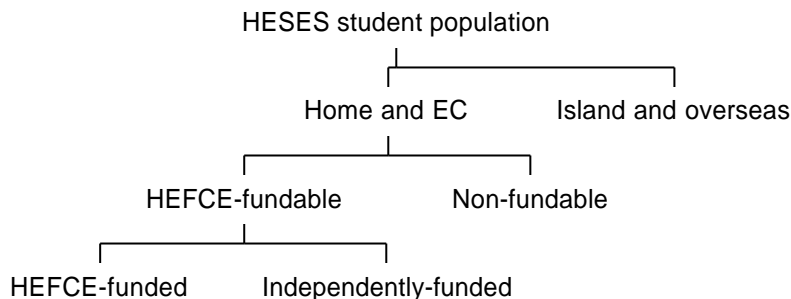 HESES student population
Home and EC Island and overseas
HEFCE-fundable Non-fundable
HEFCE-funded Independently-funded